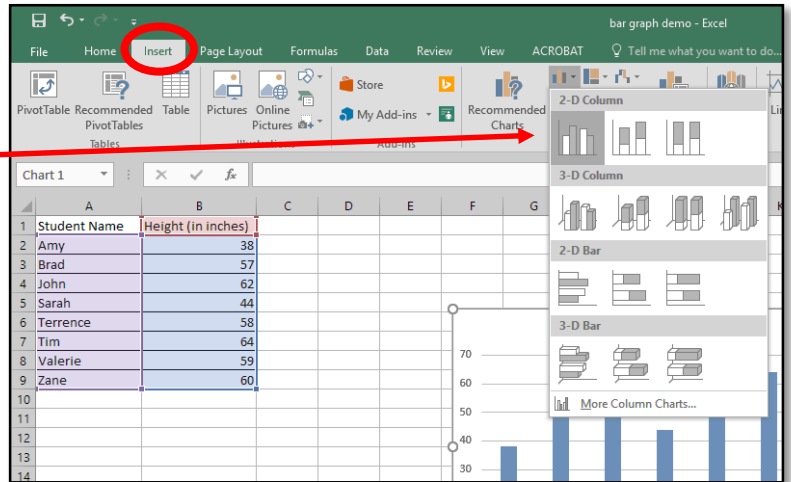 bar graph demo - Excel
File Home Insert Page Layout Formulas Data Review View ACROBAT Tell me what you want to do...
PivotTable Recommended PivotTables Table Pictures Online Pictures Store My Add-ins Recommended Charts
Tables Add-ins
2-D Column
3-D Column
2-D Bar
3-D Bar
More Column Charts...
Chart 1 fx
A B C D E F G
1 Student Name Height (in inches)
2 Amy 38
3 Brad 57
4 John 62
5 Sarah 44
6 Terrence 58
7 Tim 64
8 Valerie 59
9 Zane 60
10
11
12
13
14
70
60
50
40
30